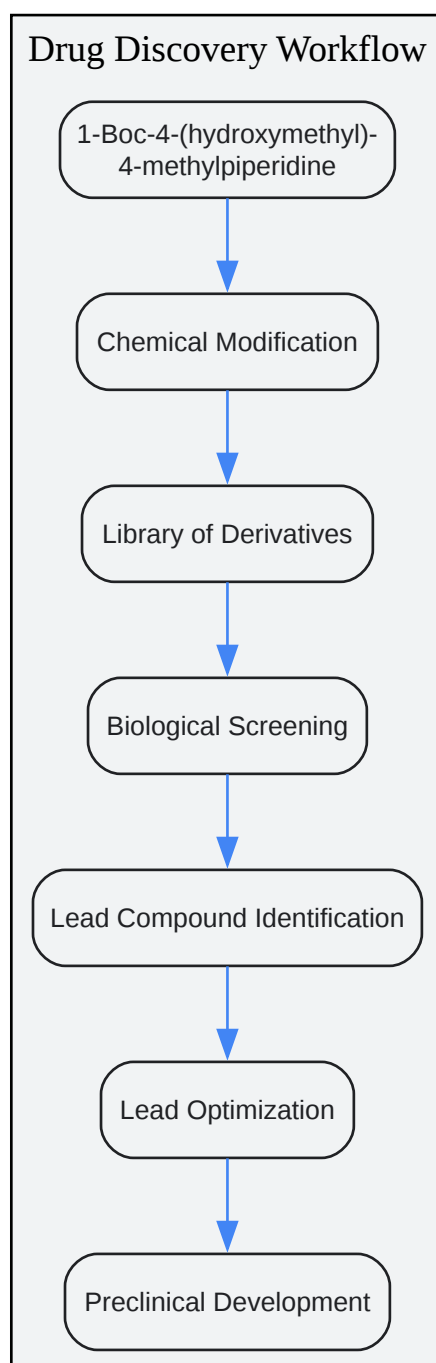 Drug Discovery Workflow
1-Boc-4-(hydroxymethyl)-
4-methylpiperidine
Chemical Modification
Library of Derivatives
Biological Screening
Lead Compound Identification
Lead Optimization
Preclinical Development